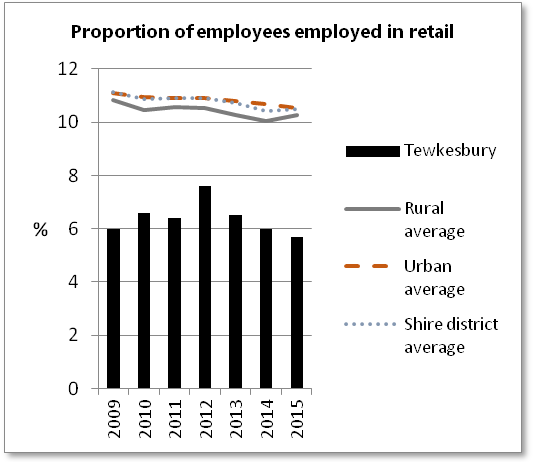 Proportion of employees employed in retail
12
10
8
6
4
2
0
%
2009
2010
2011
2012
2013
2014
2015
Tewkesbury
Rural
average
Urban
average
Shire district
average